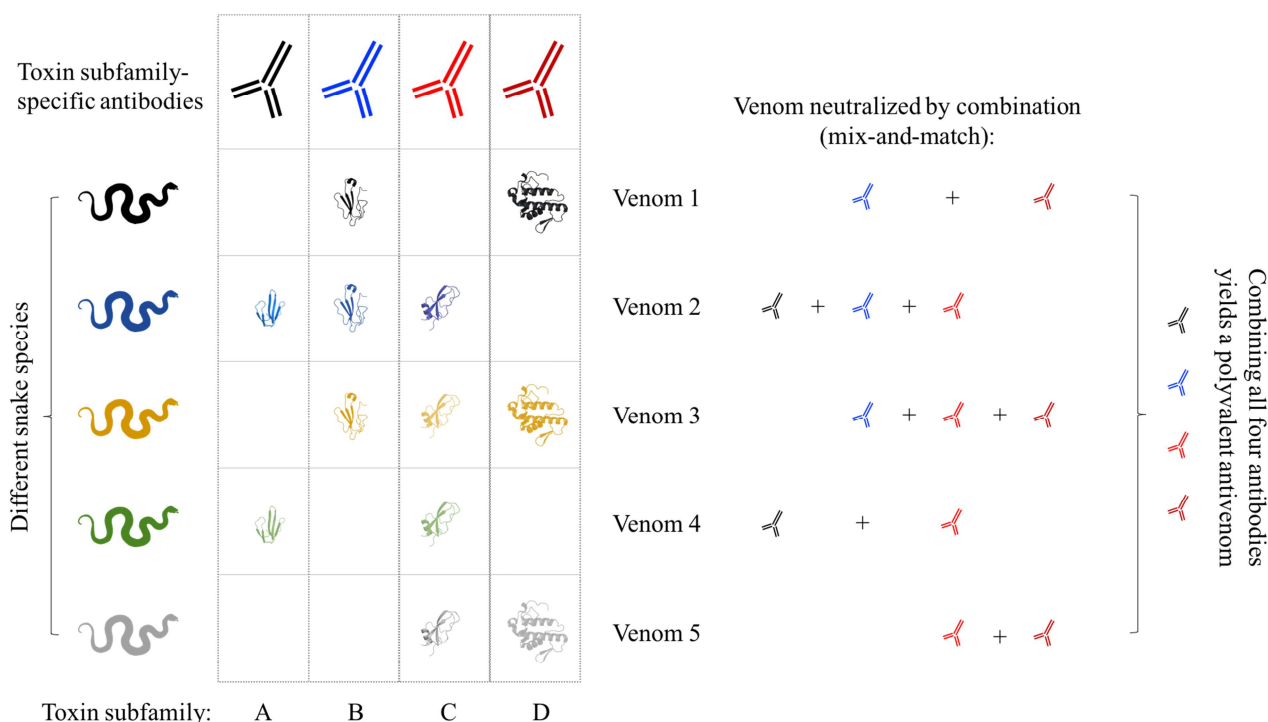 Toxin subfamily-
specific antibodies
Different snake species
Toxin subfamily:
A
B
C
D
Venom neutralized by combination
(mix-and-match):
Venom 1
+
Venom 2
+
+
Venom 3
+
+
Venom 4
+
Venom 5
+
Combining all four antibodies
yields a polyvalent antivenom